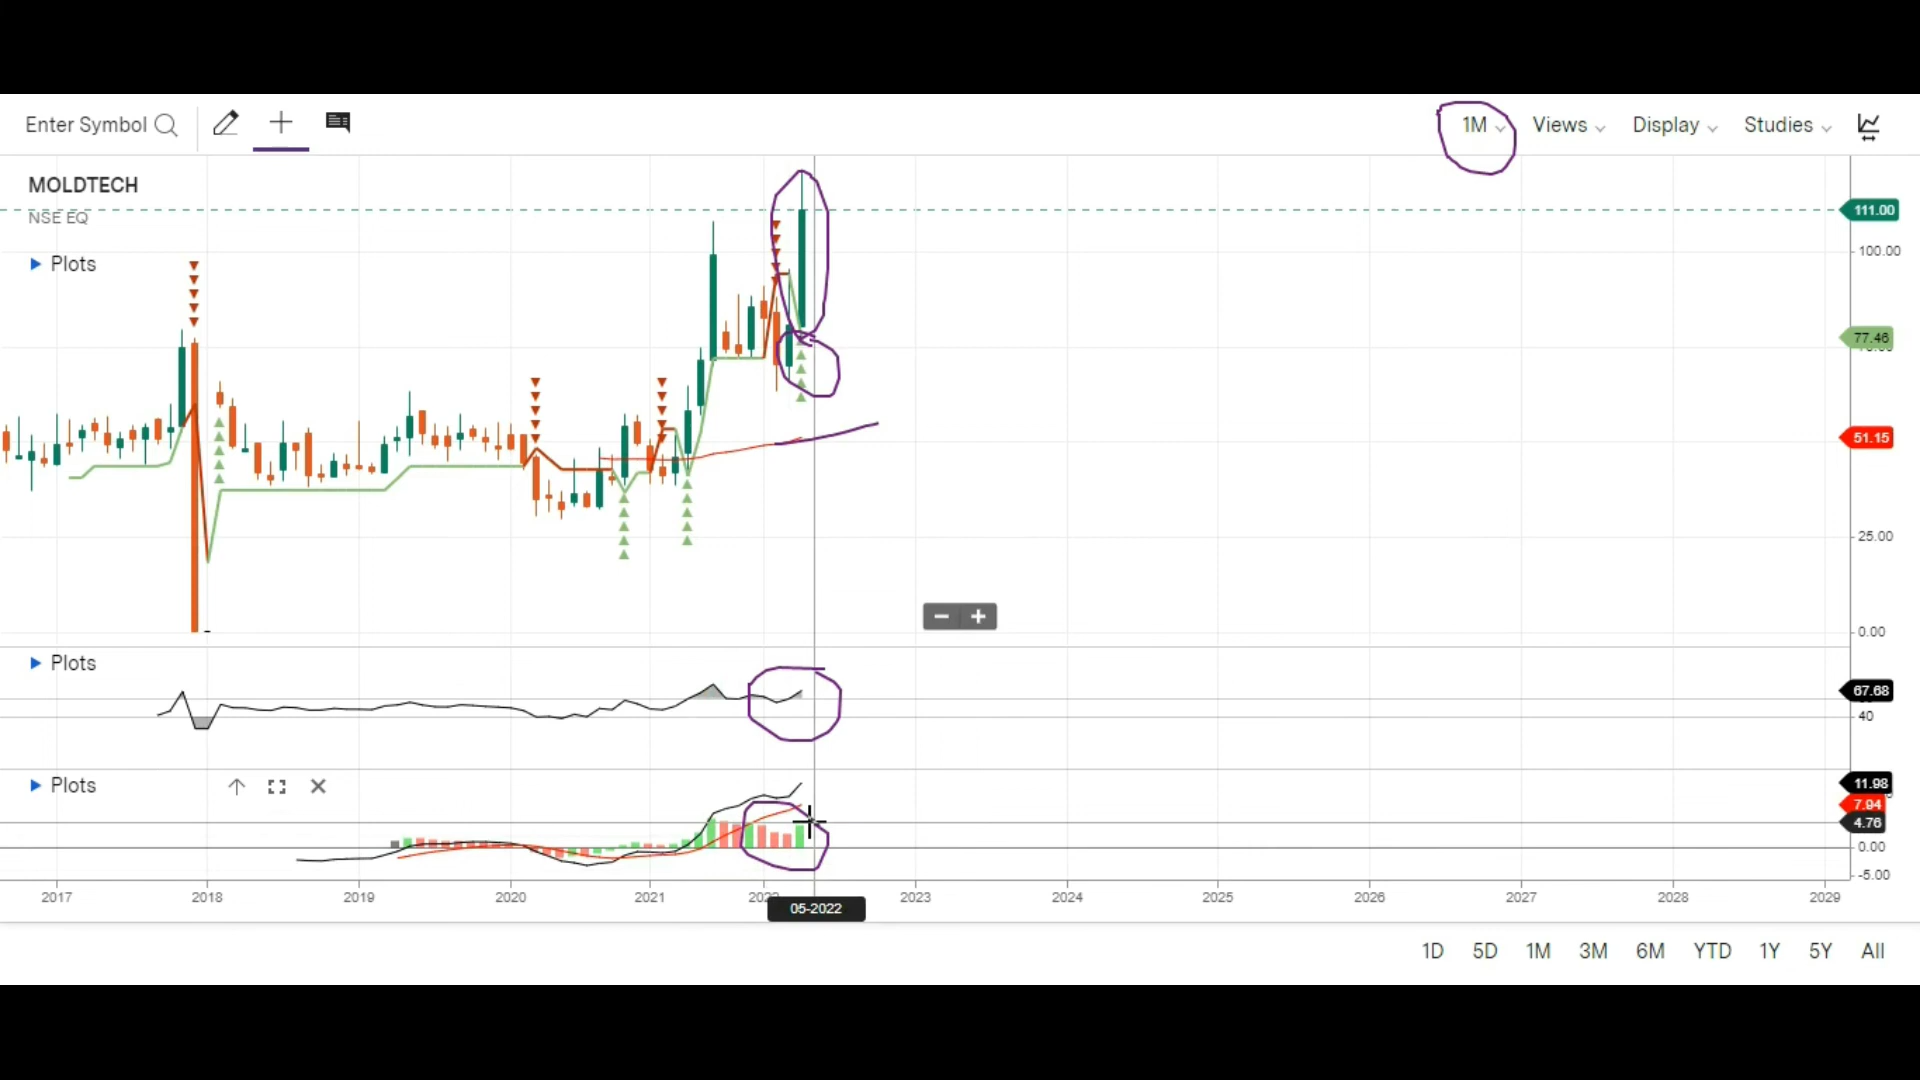 Enter Symbol
1M Views Display Studies
MOLDTECH
NSE EQ
Plots
111.00
100.00
77.46
51.15
25.00
0.00
Plots
67.68
40
Plots
11.98
7.94
4.76
0.00
-5.00
2017 2018 2019 2020 2021 2023 2024 2025 2026 2027 2028 2029
05-2022
1D 5D 1M 3M 6M YTD 1Y 5Y All